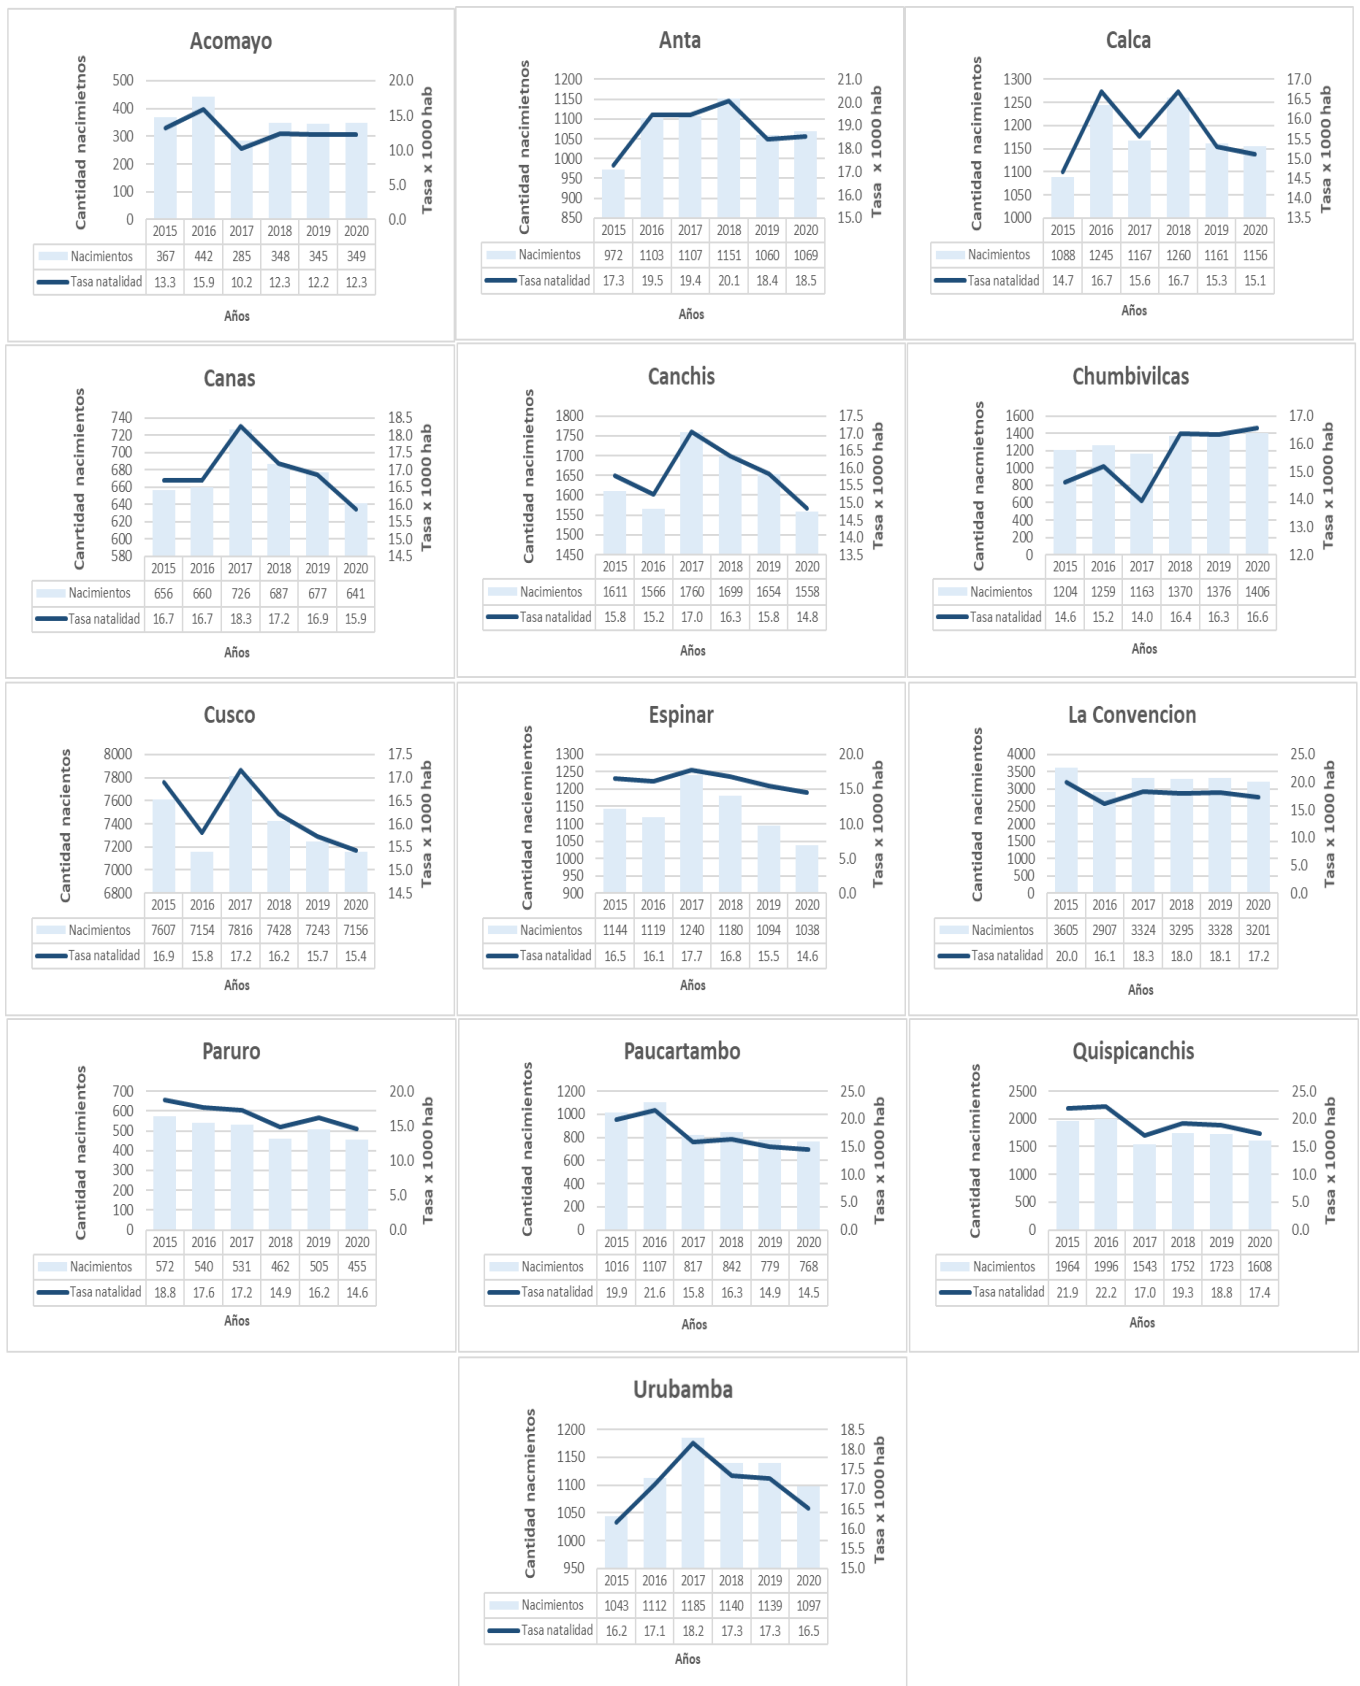 Acomayo
Cantidad nacimietnos
Tasa x 1000 hab
500 20.0
400 15.0
300 10.0
200
100 5.0
0 0.0
2015 2016 2017 2018 2019 2020
Nacimientos 367 442 285 348 345 349
Tasa natalidad 13.3 15.9 10.2 12.3 12.2 12.3
Años
Anta
Cantidad nacimietnos
Tasa x 1000 hab
1200 21.0
1150 20.0
1100 19.0
1050 18.0
1000
950 17.0
900 16.0
850 15.0
2015 2016 2017 2018 2019 2020
Nacimientos 972 1103 1107 1151 1060 1069
Tasa natalidad 17.3 19.5 19.4 20.1 18.4 18.5
Años
Calca
Cantidad nacimientos
Tasa x 1000 hab
1300 17.0
1250 16.5
1200 16.0
1150 15.5
1100 15.0
1050 14.5
1000 14.0
13.5
2015 2016 2017 2018 2019 2020
Nacimientos 1088 1245 1167 1260 1161 1156
Tasa natalidad 14.7 16.7 15.6 16.7 15.3 15.1
Años
Canas
Canrtidad nacimientos
Tasa x 1000 hab
740 18.5
720 18.0
700 17.5
680 17.0
660 16.5
640 16.0
620 15.5
600 15.0
580 14.5
2015 2016 2017 2018 2019 2020
Nacimientos 656 660 726 687 677 641
Tasa natalidad 16.7 16.7 18.3 17.2 16.9 15.9
Años
Canchis
Cantidad nacimietnos
Tasa x 1000 hab
1800 17.5
1750 17.0
1700 16.5
1650 16.0
1600 15.5
1550 15.0
1500 14.5
1450 14.0
13.5
2015 2016 2017 2018 2019 2020
Nacimientos 1611 1566 1760 1699 1654 1558
Tasa natalidad 15.8 15.2 17.0 16.3 15.8 14.8
Años
Chumbivilcas
Cantidad nacmietnos
Tasa x 1000 hab
1600 17.0
1400 16.0
1200 15.0
1000
800 14.0
600
400 13.0
200
0 12.0
2015 2016 2017 2018 2019 2020
Nacimientos 1204 1259 1163 1370 1376 1406
Tasa natalidad 14.6 15.2 14.0 16.4 16.3 16.6
Años
Cusco
Cantidad nacientos
Tasa x 1000 hab
8000 17.5
7800 17.0
7600 16.5
7400 16.0
7200 15.5
7000 15.0
6800 14.5
2015 2016 2017 2018 2019 2020
Nacimientos 7607 7154 7816 7428 7243 7156
Tasa natalidad 16.9 15.8 17.2 16.2 15.7 15.4
Años
Espinar
Cantidad naciemientos
Tasa x 1000 hab
1300 20.0
1250
1200 15.0
1150
1100 10.0
1050
1000 5.0
950
900 0.0
2015 2016 2017 2018 2019 2020
Nacimientos 1144 1119 1240 1180 1094 1038
Tasa natalidad 16.5 16.1 17.7 16.8 15.5 14.6
Años
La Convencion
Cantidad nacimientos
Tasa x 1000 hab
4000 25.0
3500 20.0
3000
2500 15.0
2000
1500 10.0
1000 5.0
500
0 0.0
2015 2016 2017 2018 2019 2020
Nacimientos 3605 2907 3324 3295 3328 3201
Tasa natalidad 20.0 16.1 18.3 18.0 18.1 17.2
Años
Paruro
Cantidad nacimientos
Tasa x 1000 hab
700 20.0
600
500 15.0
400
300 10.0
200 5.0
100
0 0.0
2015 2016 2017 2018 2019 2020
Nacimientos 572 540 531 462 505 455
Tasa natalidad 18.8 17.6 17.2 14.9 16.2 14.6
Años
Paucartambo
Cantidad nacimientos
Tasa x 1000 hab
1200 25.0
1000 20.0
800 15.0
600
400 10.0
200 5.0
0 0.0
2015 2016 2017 2018 2019 2020
Nacimientos 1016 1107 817 842 779 768
Tasa natalidad 19.9 21.6 15.8 16.3 14.9 14.5
Años
Quispicanchis
Cantidad nacimientos
Tasa x 1000 hab
2500 25.0
2000 20.0
1500 15.0
1000 10.0
500 5.0
0 0.0
2015 2016 2017 2018 2019 2020
Nacimientos 1964 1996 1543 1752 1723 1608
Tasa natalidad 21.9 22.2 17.0 19.3 18.8 17.4
Años
Urubamba
Cantidad nacmientos
Tasa x 1000 hab
1200 18.5
1150 18.0
1100 17.5
1050 17.0
1000 16.5
950 16.0
15.5
15.0
2015 2016 2017 2018 2019 2020
Nacimientos 1043 1112 1185 1140 1139 1097
Tasa natalidad 16.2 17.1 18.2 17.3 17.3 16.5
Años